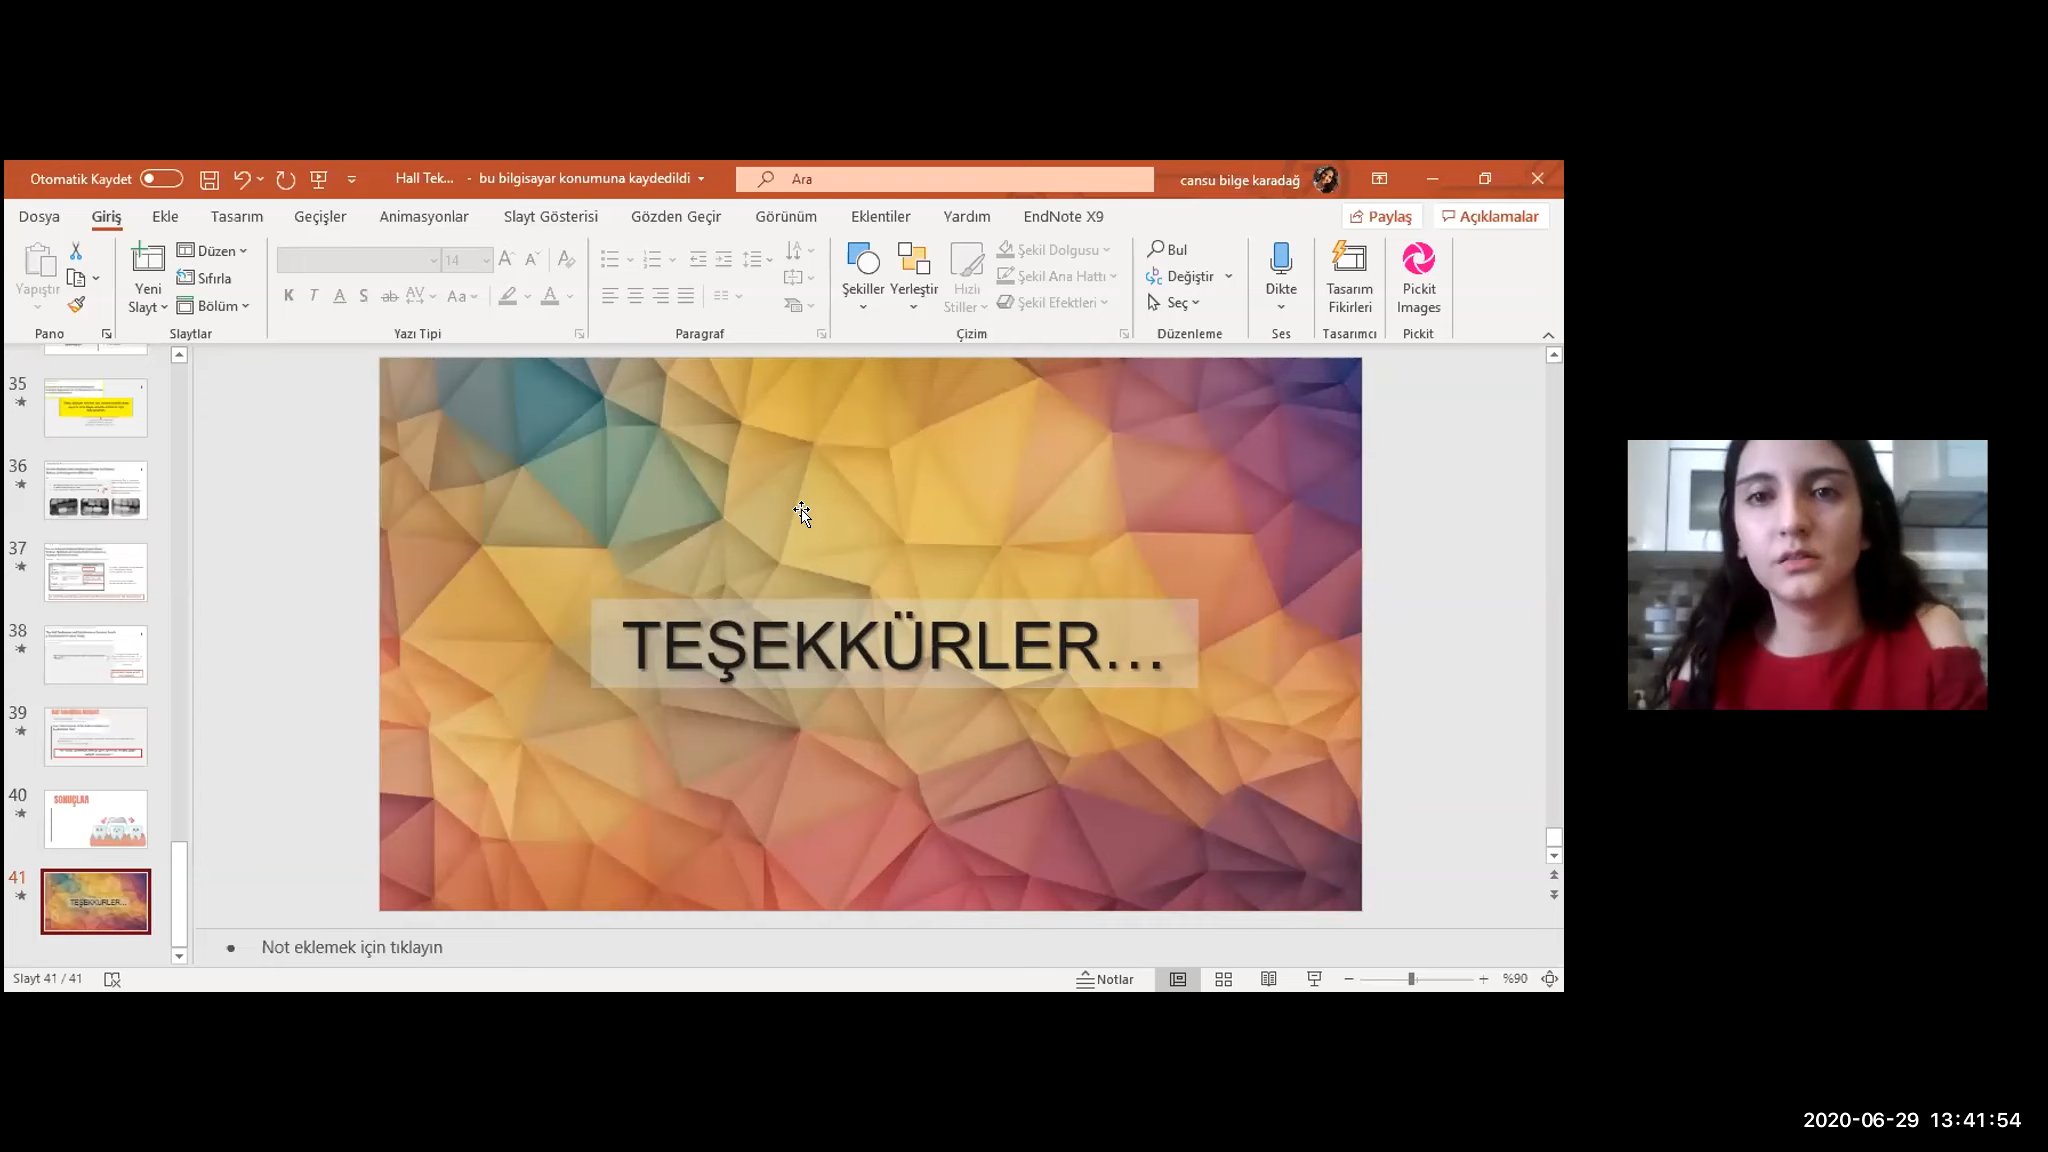 Otomatik Kaydet
Hall Tek... - bu bilgisayar konumuna kaydedildi
Ara
cansu bilge karadağ
Dosya Giriş Ekle Tasarım Geçişler Animasyonlar Slayt Gösterisi Gözden Geçir Görünüm Eklentiler Yardım EndNote X9
Paylaş
Açıklamalar
Yapıştır
Yeni
Slayt
Düzen
Sıfırla
Bölüm
14
K T A S ab AV Aa A
Şekiller
Yerleştir
Hızlı
Stiller
Şekil Dolgusu
Şekil Ana Hattı
Şekil Efektleri
Bul
Değiştir
Seç
Dikte
Tasarım
Fikirleri
Pickit
Images
Pano Slaytlar Yazı Tipi Paragraf Çizim Düzenleme Ses Tasarımcı Pickit
35
36
37
38
39
40
SONUÇLAR
41
TEŞEKKÜRLER...
TEŞEKKÜRLER...
Not eklemek için tıklayın
Slayt 41 / 41
Notlar
%90
2020-06-29 13:41:54